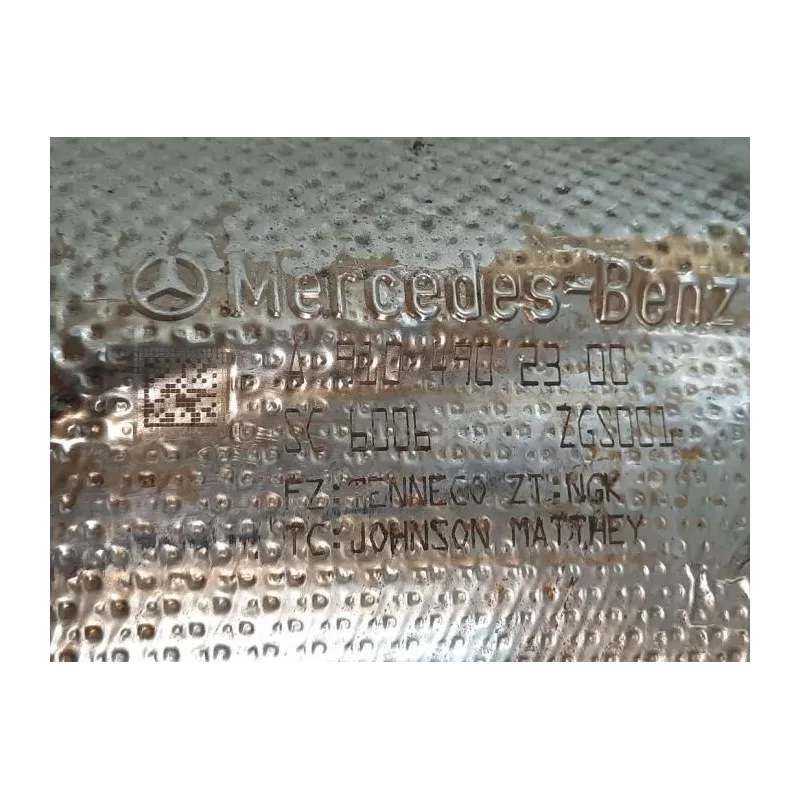 Mercedes-Benz
A 910 490 23 00
SC 6006 ZGS001
FZ:TENNECO ZT:NGK
TC:JOHNSON MATTHEY